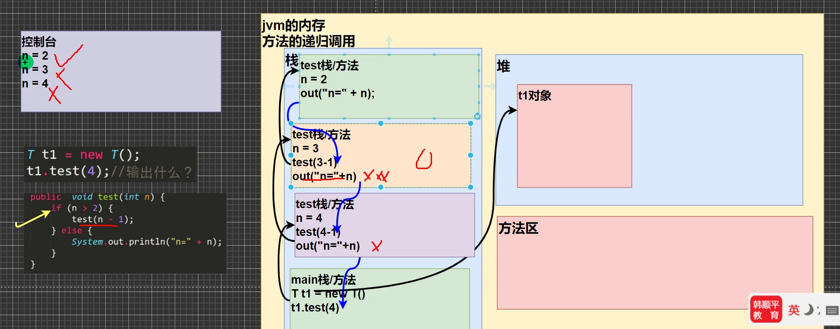 控制台
n = 2
n = 3
n = 4
T t1 = new T();
t1.test(4);//输出什么？
public void test(int n) {
if (n > 2) {
test(n - 1);
} else {
System.out.println("n=" + n);
}
}
jvm的内存
方法的递归调用
栈
test栈/方法
n = 2
out("n=" + n);
test栈/方法
n = 3
test(3-1)
out("n="+n)
test栈/方法
n = 4
test(4-1)
out("n="+n)
main栈/方法
T t1 = new T()
t1.test(4)
堆
t1对象
方法区
韩顺平
教育
英